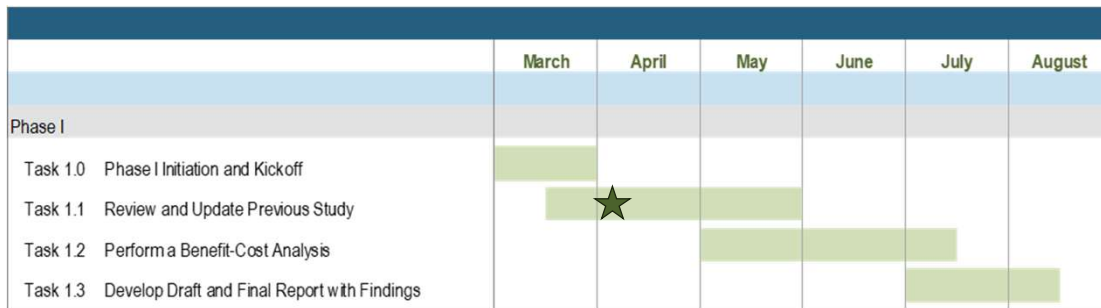 March April May June July August
Phase I
Task 1.0 Phase I Initiation and Kickoff
Task 1.1 Review and Update Previous Study
Task 1.2 Perform a Benefit-Cost Analysis
Task 1.3 Develop Draft and Final Report with Findings